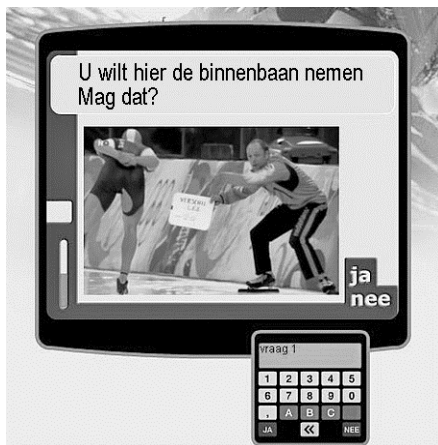 U wilt hier de binnenbaan nemen
Mag dat?
ja
nee
vraag 1
1 2 3 4 5
6 7 8 9 0
, A B C
JA « NEE